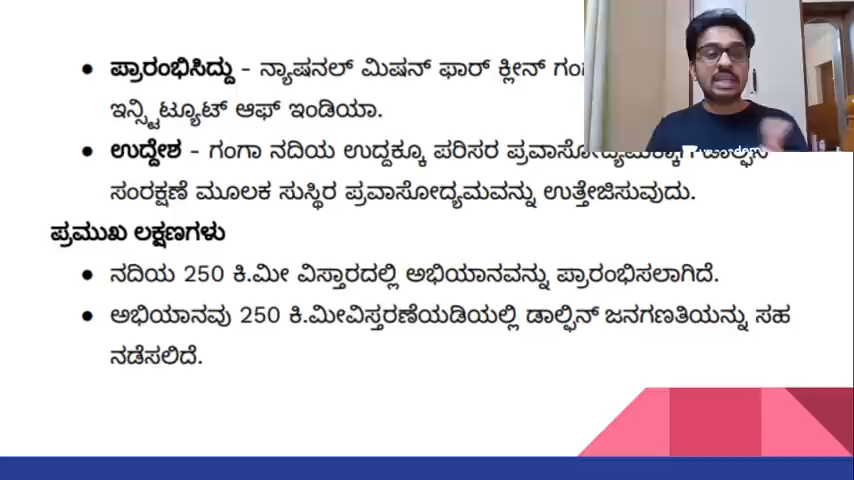 ಪ್ರಾರಂಭಿಸಿದ್ದು - ನ್ಯಾಷನಲ್ ಮಿಷನ್ ಫಾರ್ ಕ್ಲೀನ್
ಇನ್ಸ್ಟಿಟ್ಯೂಟ್ ಆಫ್ ಇಂಡಿಯಾ.
ಉದ್ದೇಶ - ಗಂಗಾ ನದಿಯ ಉದ್ದಕ್ಕೂ ಪರಿಸರ
ಸಂರಕ್ಷಣೆ ಮೂಲಕ ಸುಸ್ಥಿರ ಪ್ರವಾಸೋದ್ಯಮವನ್ನು ಉತ್ತೇಜಿಸುವುದು.
ಪ್ರಮುಖ ಲಕ್ಷಣಗಳು
ನದಿಯ 250 ಕಿ.ಮೀ ವಿಸ್ತಾರದಲ್ಲಿ ಅಭಿಯಾನವನ್ನು ಪ್ರಾರಂಭಿಸಲಾಗಿದೆ.
ಅಭಿಯಾನವು 250 ಕಿ.ಮೀವಿಸ್ತರಣೆಯಡಿಯಲ್ಲಿ ಡಾಲ್ಫಿನ್ ಜನಗಣತಿಯನ್ನು ಸಹ
ನಡೆಸಲಿದೆ.